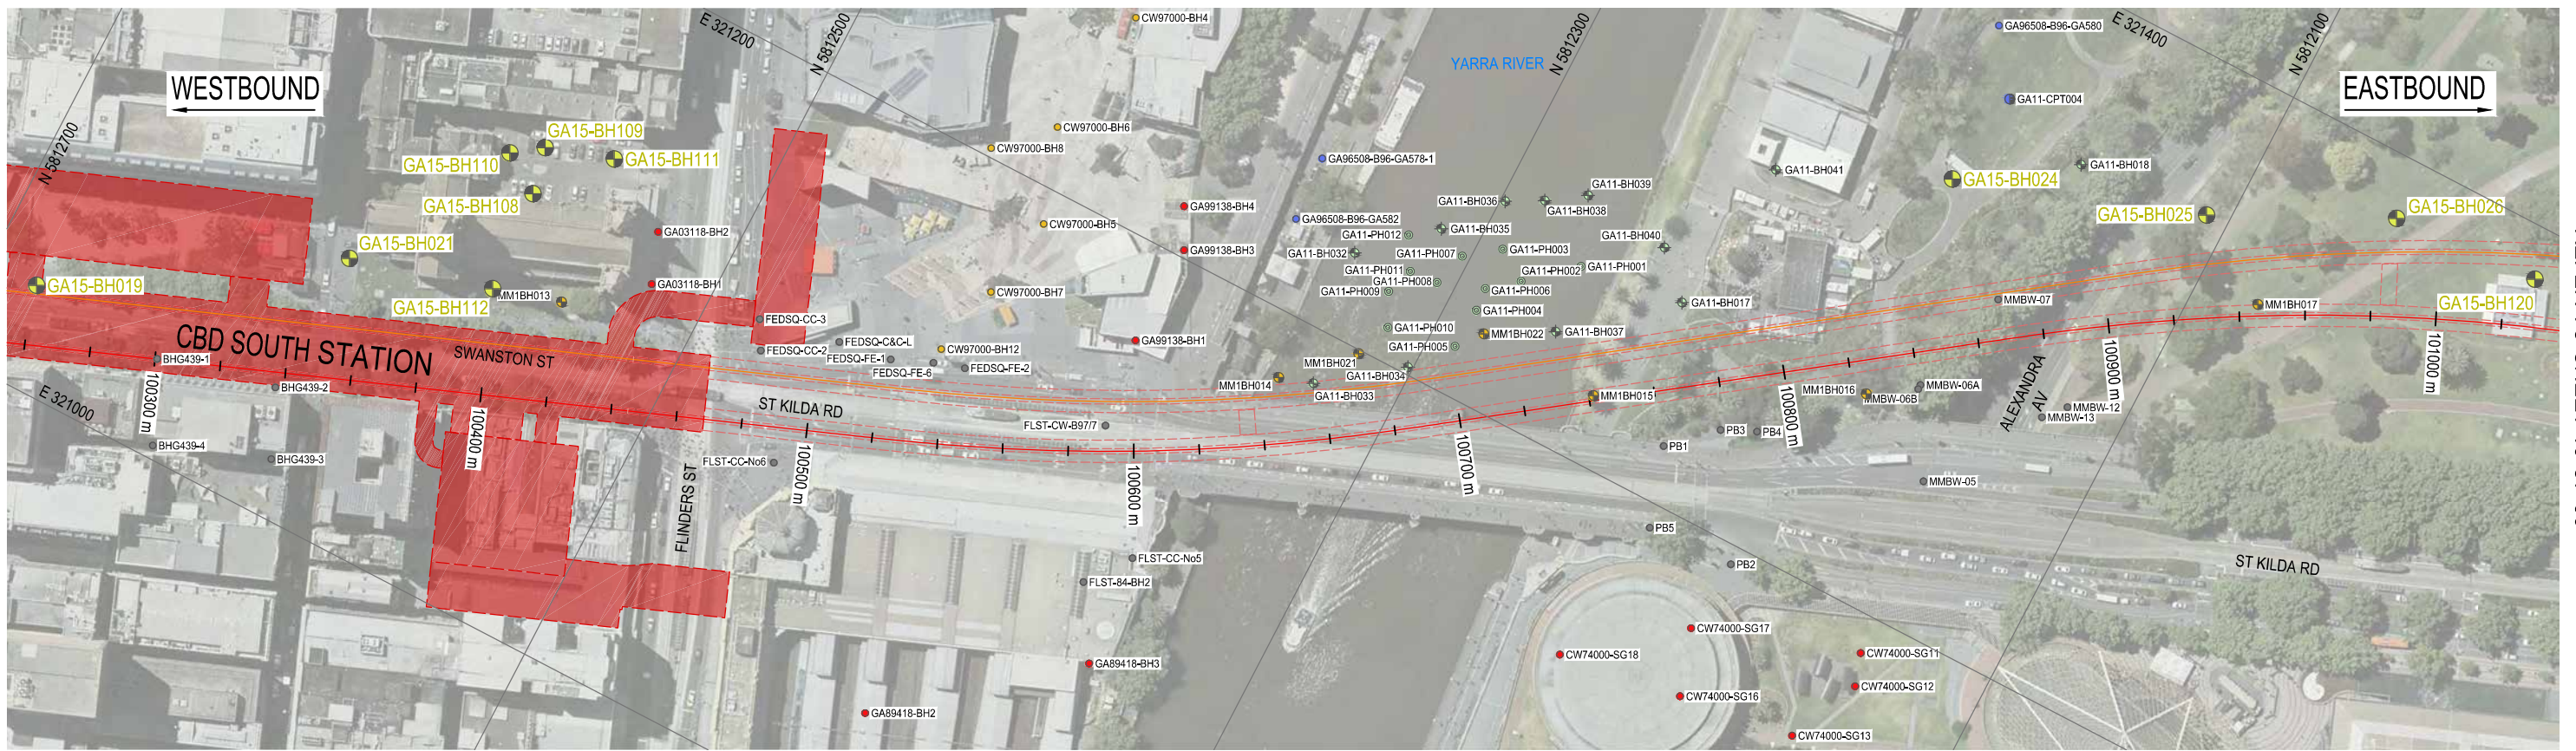 E 321200
N 5812500
CW97000-BH4
YARRA RIVER
N 5812300
GA96508-B96-GA580
E 321400
N 5812100
WESTBOUND
EASTBOUND
GA11-CPT004
N 5812700
GA15-BH109
GA15-BH110
GA15-BH111
GA15-BH108
CW97000-BH6
CW97000-BH8
GA96508-B96-GA578-1
GA11-BH041
GA11-BH018
GA15-BH024
GA15-BH025
GA15-BH026
GA03118-BH2
CW97000-BH5
GA99138-BH4
GA99138-BH3
GA96508-B96-GA582
GA11-BH036
GA11-BH039
GA11-BH038
GA11-PH012
GA11-BH035
GA11-BH040
GA15-BH021
GA15-BH019
GA11-BH032
GA11-PH007
GA11-PH003
GA11-PH011
GA11-PH002
GA11-PH001
GA11-PH008
GA11-PH009
GA11-PH006
GA03118-BH1
CW97000-BH7
MM1BH013
GA15-BH112
GA11-PH004
GA11-BH017
MMBW-07
MM1BH017
GA15-BH120
FEDSQ-CC-3
GA11-PH010
MM1BH022
GA11-BH037
CBD SOUTH STATION
SWANSTON ST
FEDSQ-CC-2
FEDSQ-C&C-L
FEDSQ-FE-1
CW97000-BH12
FEDSQ-FE-6
FEDSQ-FE-2
GA99138-BH1
GA11-PH005
MM1BH021
GA11-BH034
MM1BH014
GA11-BH033
BHG439-1
BHG439-2
MM1BH015
MM1BH016
MMBW-06A
MMBW-06B
ALEXANDRA
AV
MMBW-12
MMBW-13
E 321000
100300 m
100400 m
100500 m
100600 m
100700 m
100800 m
100900 m
101000 m
ST KILDA RD
FLST-CW-B97/7
PB3
PB4
PB1
BHG439-4
BHG439-3
FLST-CC-No6
FLINDERS ST
MMBW-05
PB5
FLST-CC-No5
PB2
ST KILDA RD
FLST-84-BH2
CW74000-SG17
GA89418-BH3
CW74000-SG18
CW74000-SG11
CW74000-SG12
CW74000-SG16
GA89418-BH2
CW74000-SG13